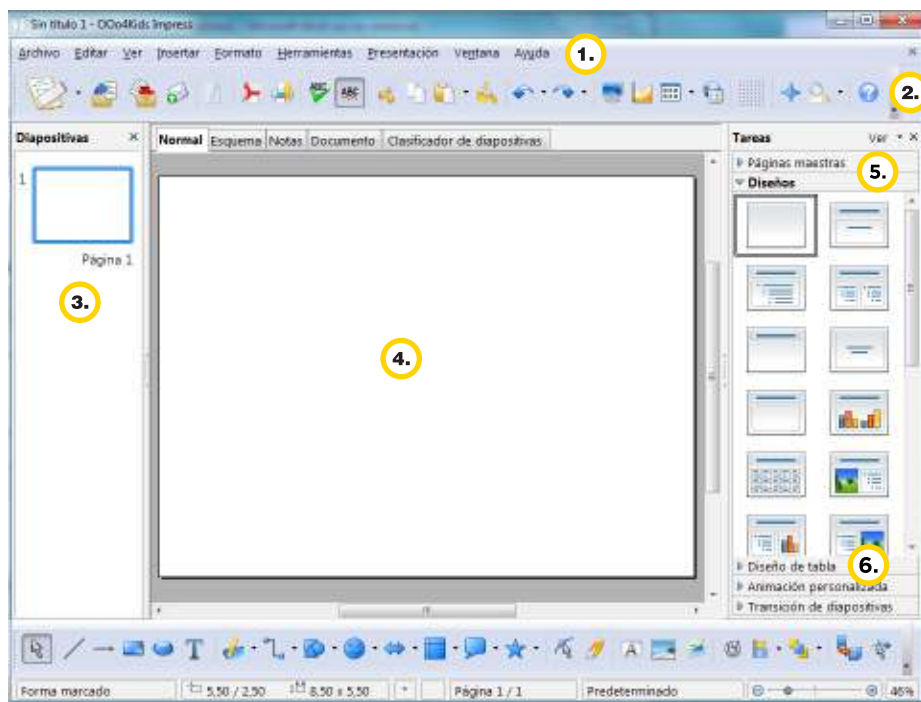 Sin título 1 - OOo4Kids Impress
Archivo Editar Ver Insertar Formato Herramientas Presentación Ventana Ayuda 1.
ABC ABC 2.
Diapositivas
Normal Esquema Notas Documento Clasificador de diapositivas
Tareas Ver
Páginas maestras
5.
Diseños
1
Página 1
3.
4.
Diseño de tabla 6.
Animación personalizada
Transición de diapositivas
T A
Forma marcado 5,50 / 2,50 8,50 x 5,50 * Página 1 / 1 Predeterminado 46%